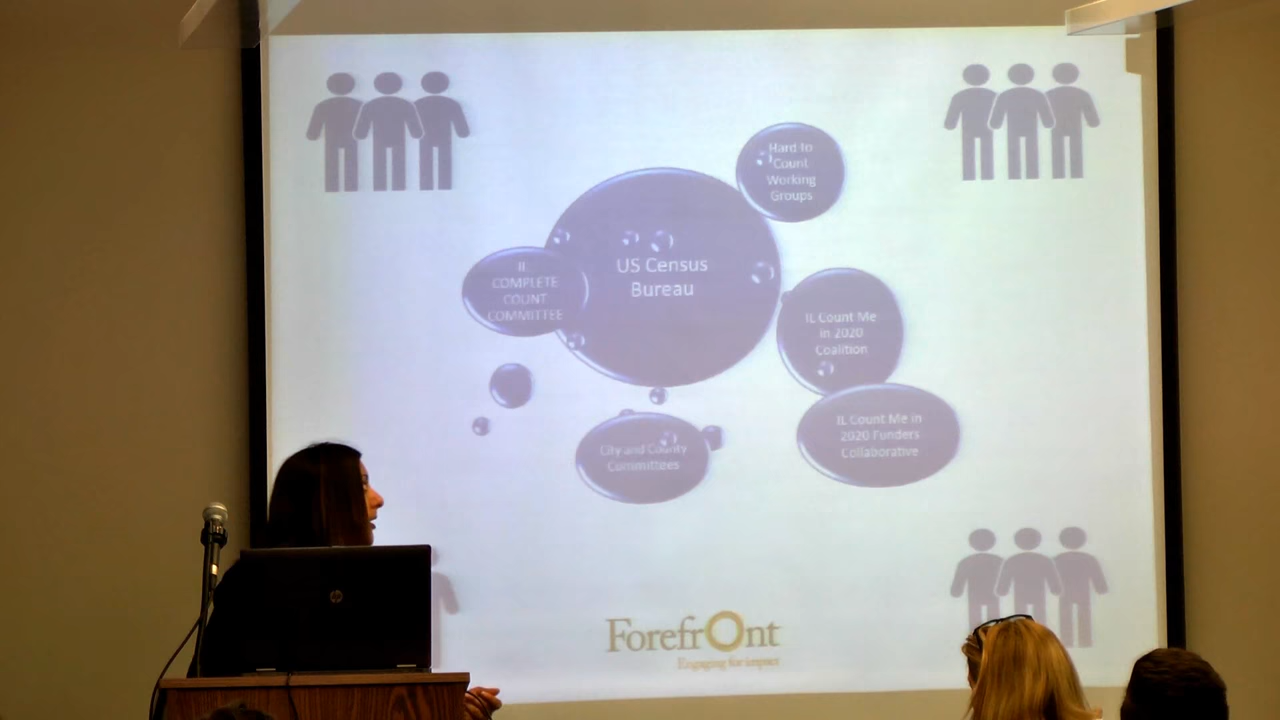 Hard to
Count
Working
Groups
US Census
Bureau
IL
COMPLETE
COUNT
COMMITTEE
IL Count Me
in 2020
Coalition
IL Count Me in
2020 Funders
Collaborative
City and County
Committees
Forefront
Engaging for impact
hp